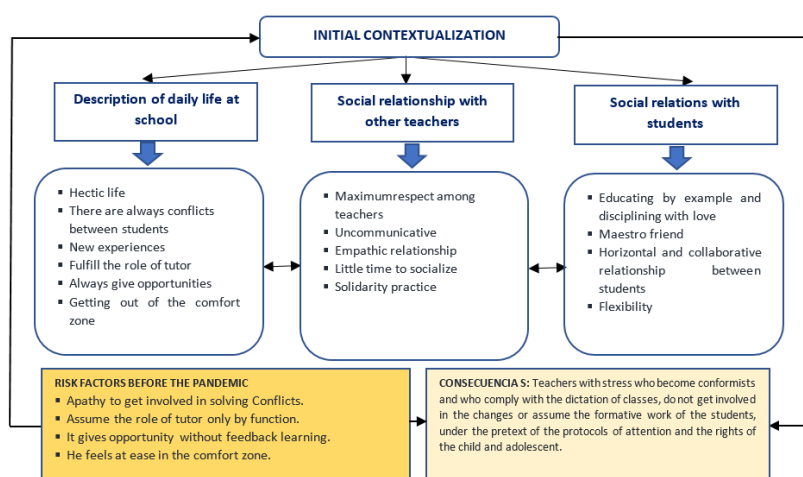 INITIAL CONTEXTUALIZATION
Description of daily life at
school
Social relationship with
other teachers
Social relations with
students
▪ Hectic life
▪ There are always conflicts
between students
▪ New experiences
▪ Fulfill the role of tutor
▪ Always give opportunities
▪ Getting out of the comfort
zone
▪ Maximumrespect among
teachers
▪ Uncommunicative
▪ Empathic relationship
▪ Little time to socialize
▪ Solidarity practice
▪ Educating by example and
disciplining with love
▪ Maestro friend
▪ Horizontal and collaborative
relationship between
students
▪ Flexibility
RISK FACTORS BEFORE THE PANDEMIC
▪ Apathy to get involved in solving Conflicts.
▪ Assume the role of tutor only by function.
▪ It gives opportunity without feedback learning.
▪ He feels at ease in the comfort zone.
CONSECUENCIA S: Teachers with stress who become conformists
and who comply with the dictation of classes, do not get involved
in the changes or assume the formative work of the students,
under the pretext of the protocols of attention and the rights of
the child and adolescent.